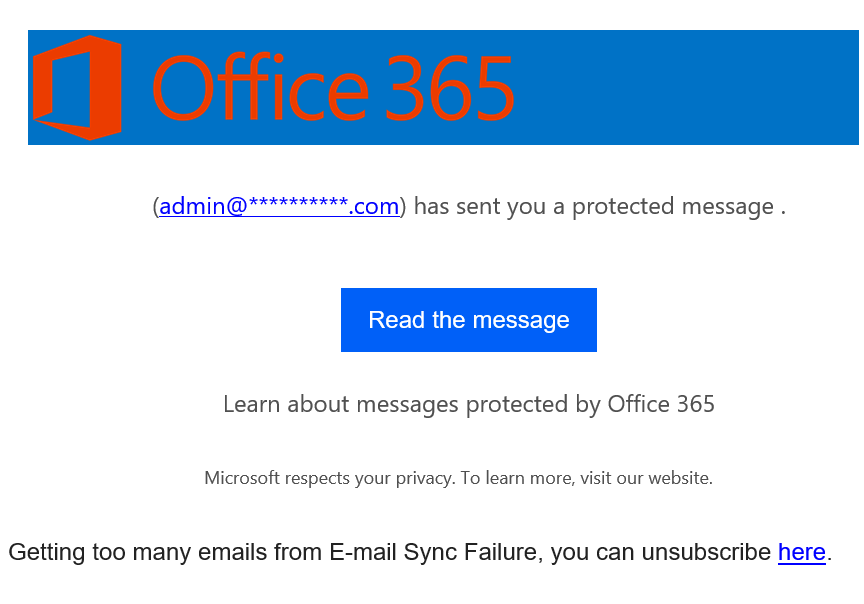 Office 365
(admin@**********.com) has sent you a protected message .
Read the message
Learn about messages protected by Office 365
Microsoft respects your privacy. To learn more, visit our website.
Getting too many emails from E-mail Sync Failure, you can unsubscribe here.